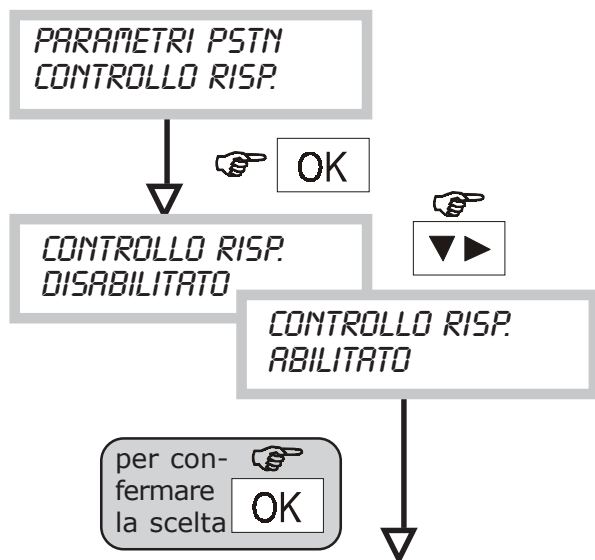 PARAMETRI PSTN
CONTROLLO RISP.
OK
CONTROLLO RISP.
DISABILITATO
CONTROLLO RISP.
ABILITATO
per con-
fermare
la scelta
OK